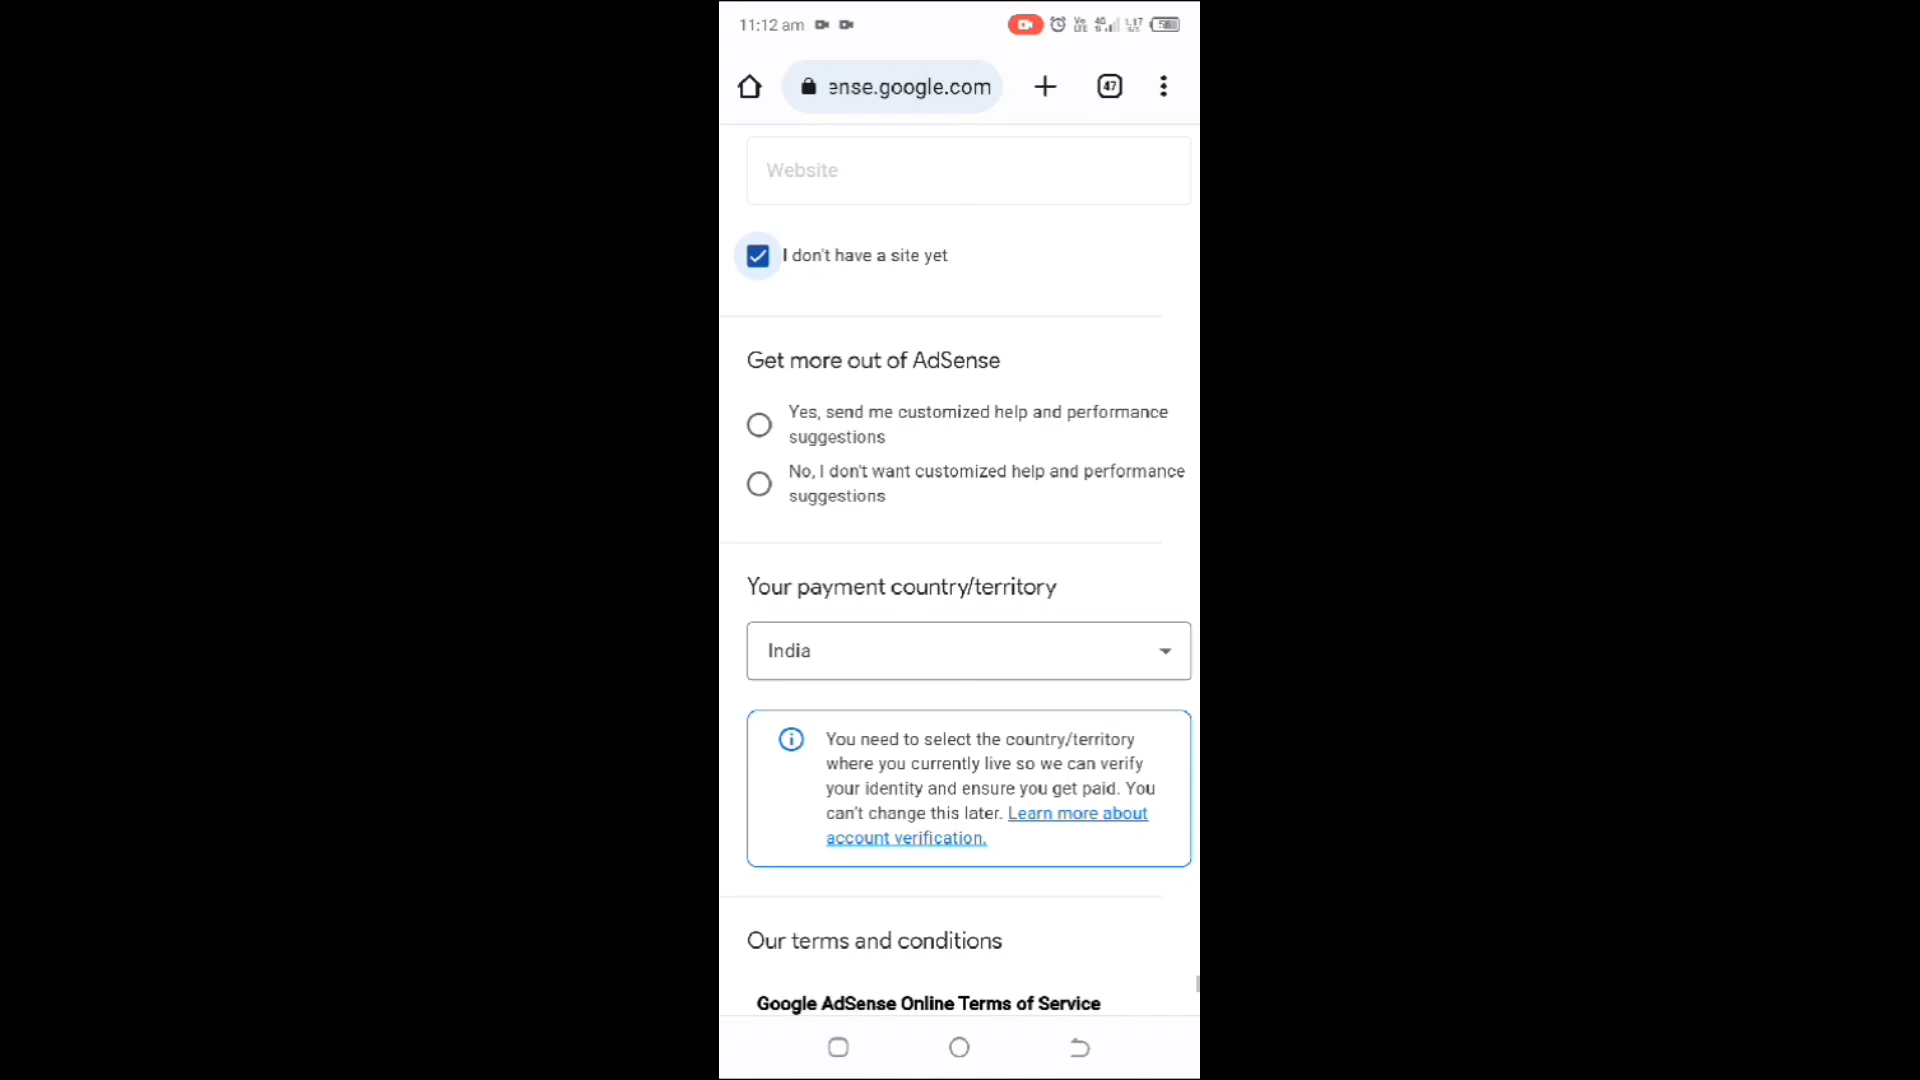 11:12 am
ense.google.com
47
Website
I don't have a site yet
Get more out of AdSense
Yes, send me customized help and performance
suggestions
No, I don't want customized help and performance
suggestions
Your payment country/territory
India
You need to select the country/territory
where you currently live so we can verify
your identity and ensure you get paid. You
can't change this later. Learn more about
account verification.
Our terms and conditions
Google AdSense Online Terms of Service